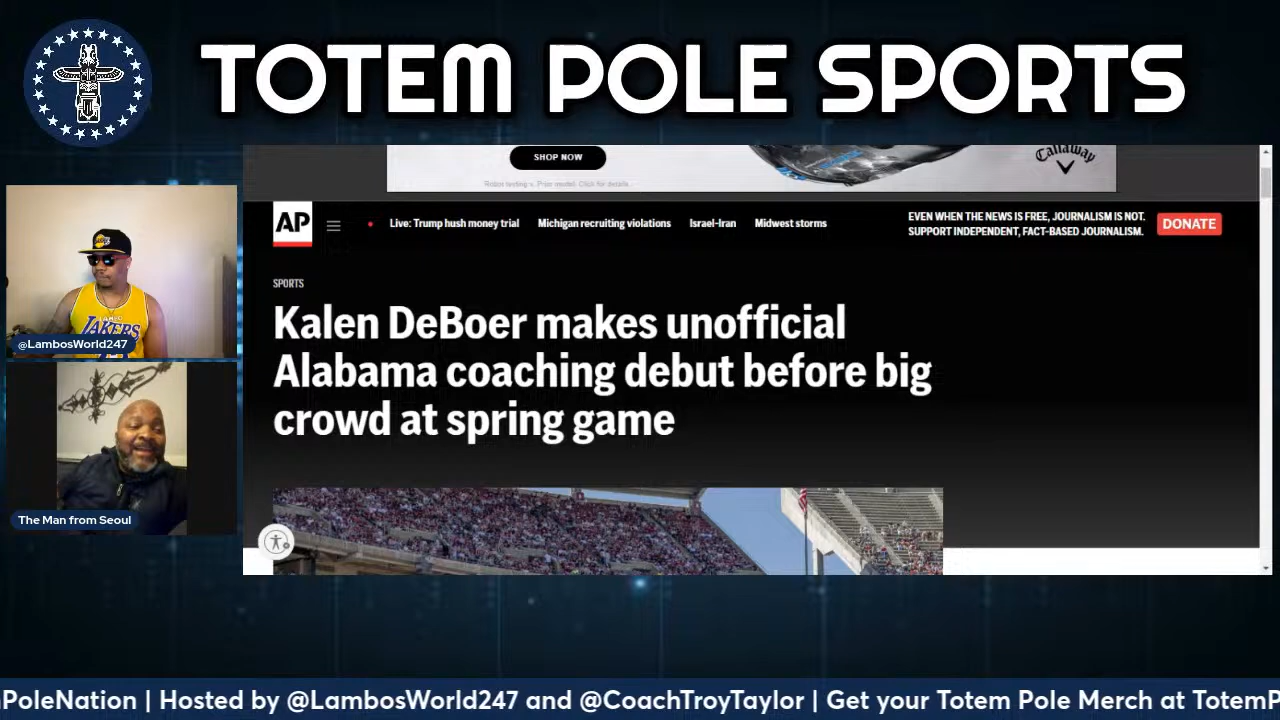 TOTEM POLE SPORTS
SHOP NOW
Callaway
AP
Live: Trump hush money trial
Michigan recruiting violations
Israel-Iran
Midwest storms
EVEN WHEN THE NEWS IS FREE, JOURNALISM IS NOT.
SUPPORT INDEPENDENT, FACT-BASED JOURNALISM.
DONATE
SPORTS
Kalen DeBoer makes unofficial
Alabama coaching debut before big
crowd at spring game
LAKERS
@LambosWorld247
The Man from Seoul
nPoleNation | Hosted by @LambosWorld247 and @CoachTroyTaylor | Get your Totem Pole Merch at TotemP